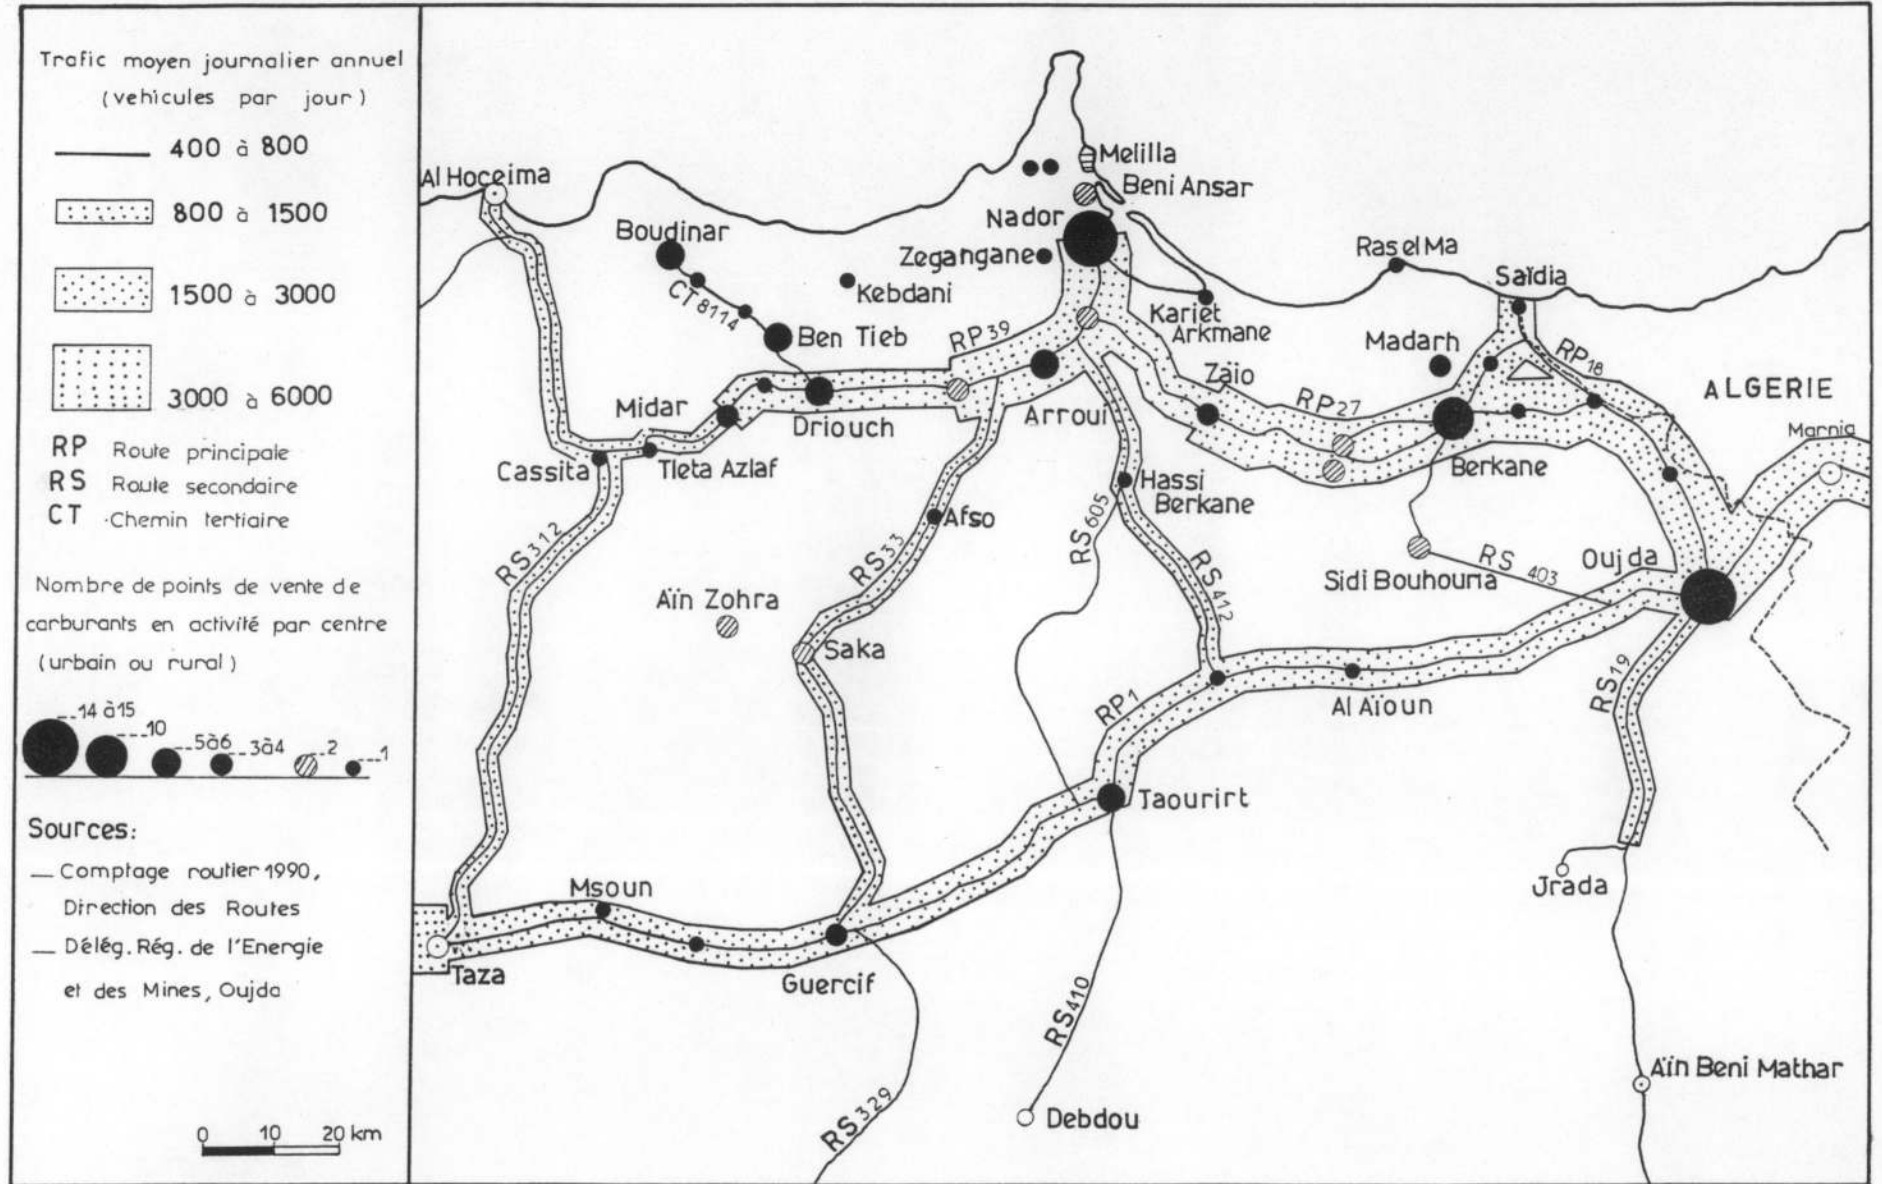 Trafic moyen journalier annuel
(vehicules par jour)
400 à 800
800 à 1500
1500 à 3000
3000 à 6000
RP Route principale
RS Route secondaire
CT Chemin tertiaire
Nombre de points de vente de
carburants en activité par centre
(urbain ou rural)
14 à 15
10
5 à 6
3 à 4
2
1
Sources:
— Comptage routier 1990,
Direction des Routes
— Délég. Rég. de l'Energie
et des Mines, Oujda
0 10 20 km
Al Hoceima
Melilla
Beni Ansar
Nador
Boudinar
Zegangane
Ras el Ma
Saïdia
Kebdani
CT 8114
Kariet
Arkmane
Ben Tieb
RP 39
Madarh
RP 18
ALGERIE
Zaïo
RP 27
Midar
Driouch
Arroui
Marnia
Cassita
Tleta Azlaf
Berkane
Hassi
Berkane
Afso
RS 312
RS 33
RS 605
RS 412
RS 403
Oujda
Sidi Bouhouria
Aïn Zohra
Saka
RP 1
Al Aïoun
RS 19
Taourirt
Msoun
Jrada
Taza
Guercif
RS 410
RS 329
Debdou
Aïn Beni Mathar